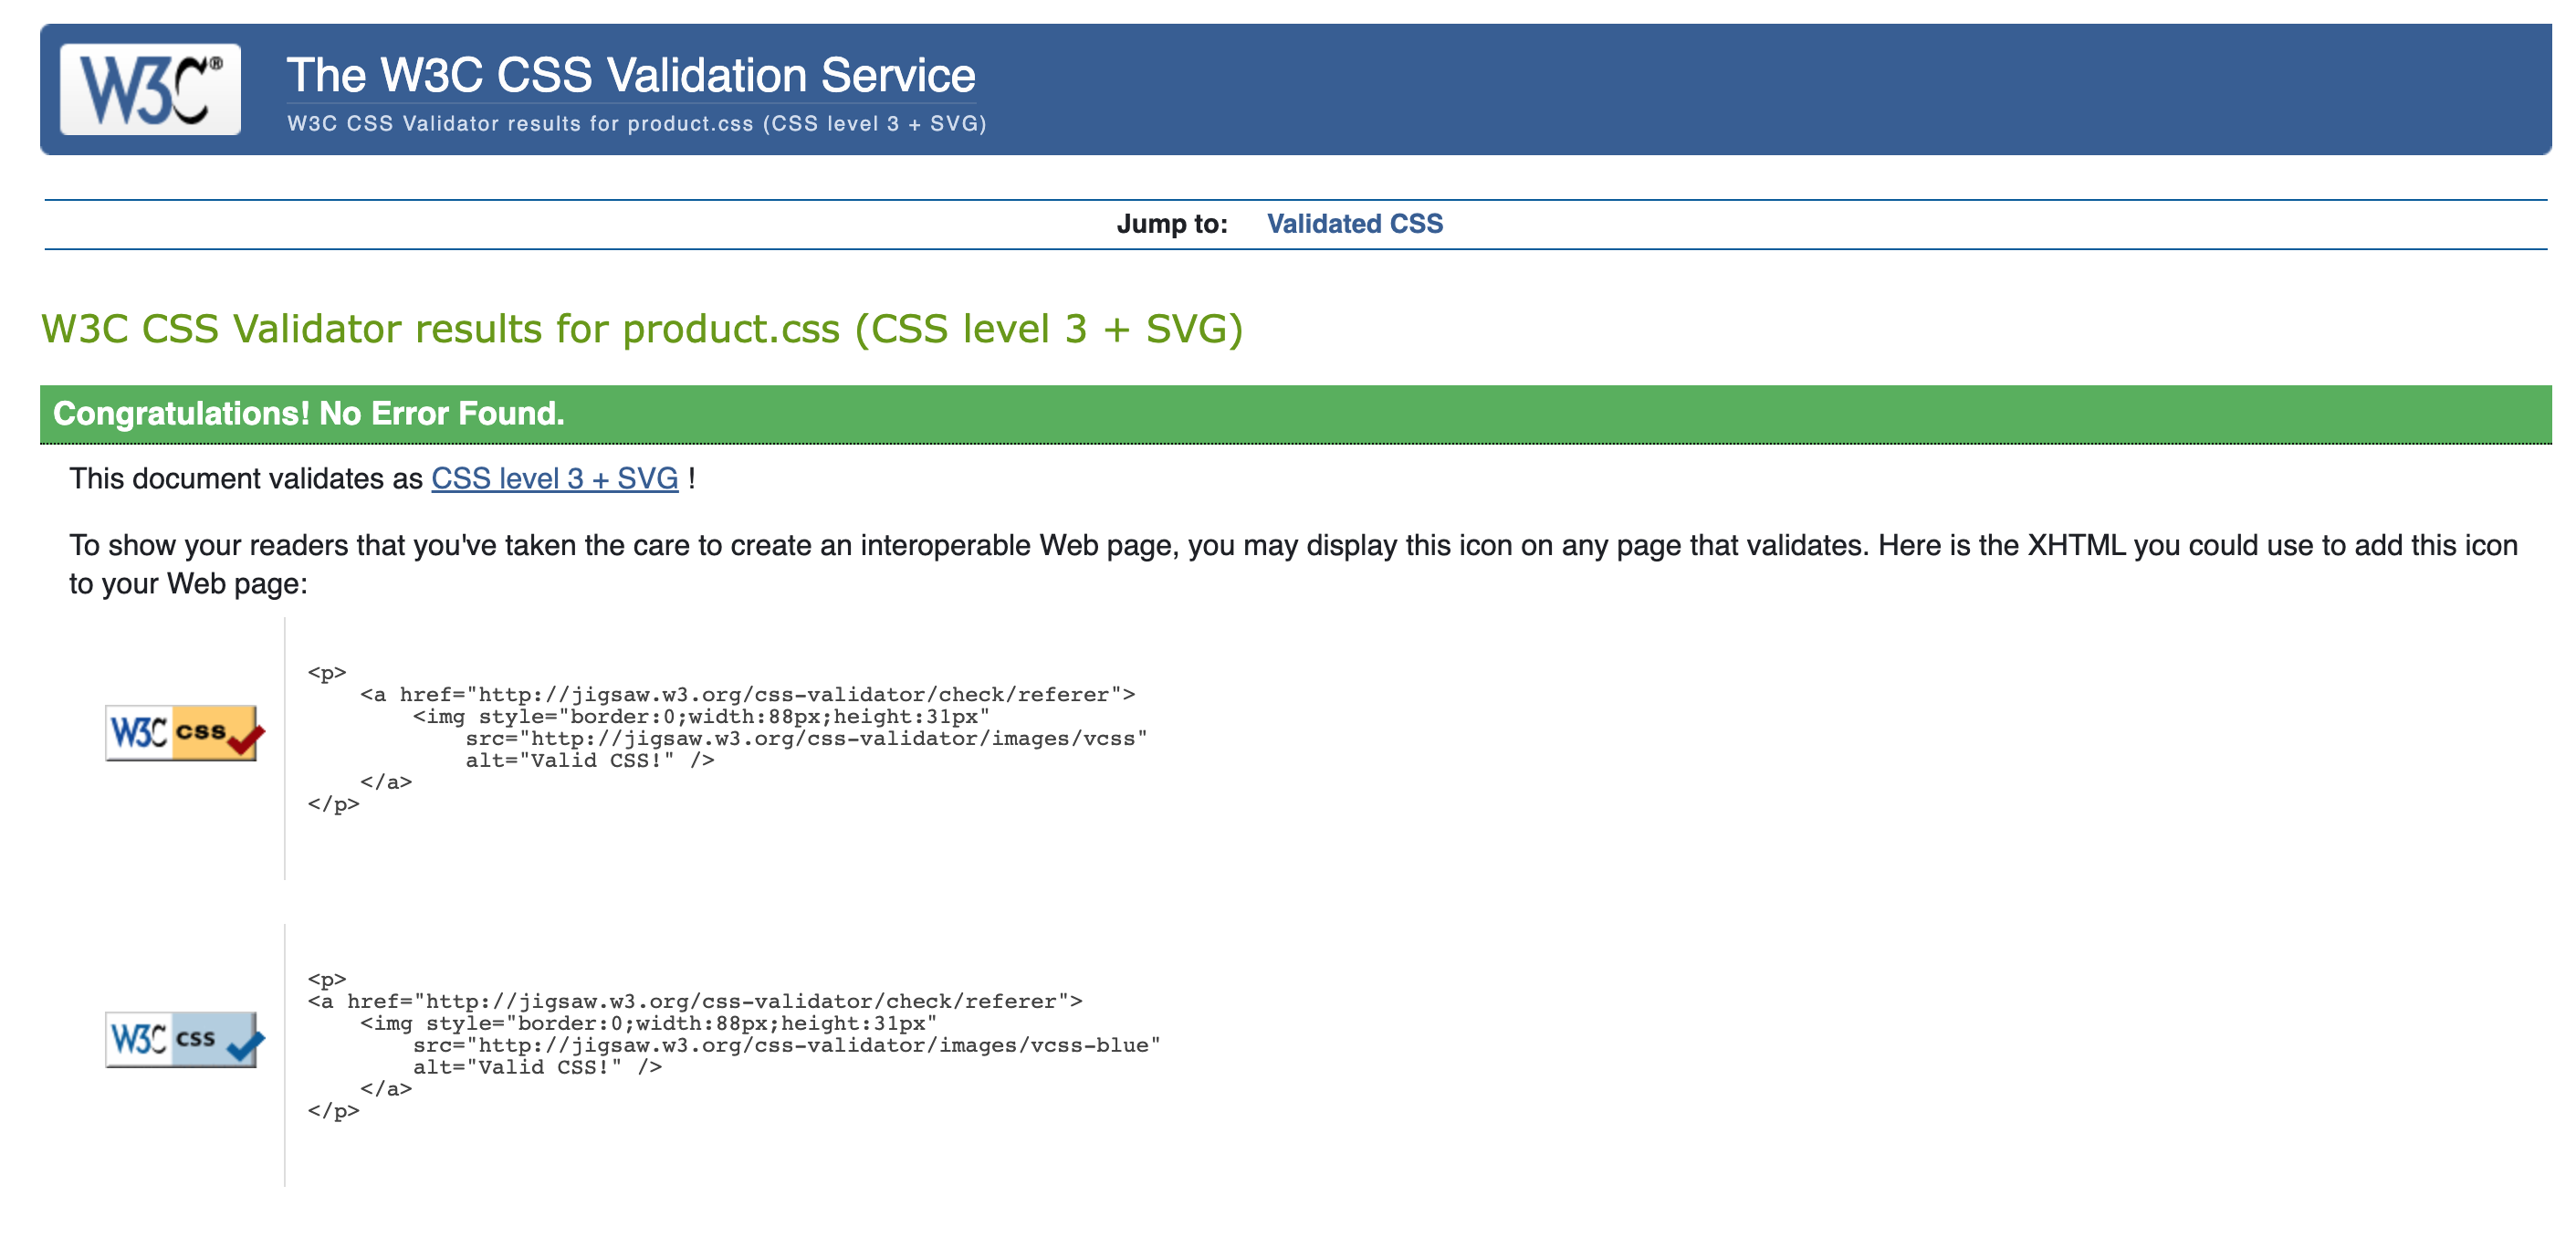 W3C®
The W3C CSS Validation Service
W3C CSS Validator results for product.css (CSS level 3 + SVG)
Jump to: Validated CSS
W3C CSS Validator results for product.css (CSS level 3 + SVG)
Congratulations! No Error Found.
This document validates as CSS level 3 + SVG !
To show your readers that you've taken the care to create an interoperable Web page, you may display this icon on any page that validates. Here is the XHTML you could use to add this icon
to your Web page:
W3C css
<p>
    <a href="http://jigsaw.w3.org/css-validator/check/referer">
        <img style="border:0;width:88px;height:31px"
            src="http://jigsaw.w3.org/css-validator/images/vcss"
            alt="Valid CSS!" />
    </a>
</p>
W3C css
<p>
<a href="http://jigsaw.w3.org/css-validator/check/referer">
    <img style="border:0;width:88px;height:31px"
        src="http://jigsaw.w3.org/css-validator/images/vcss-blue"
        alt="Valid CSS!" />
    </a>
</p>